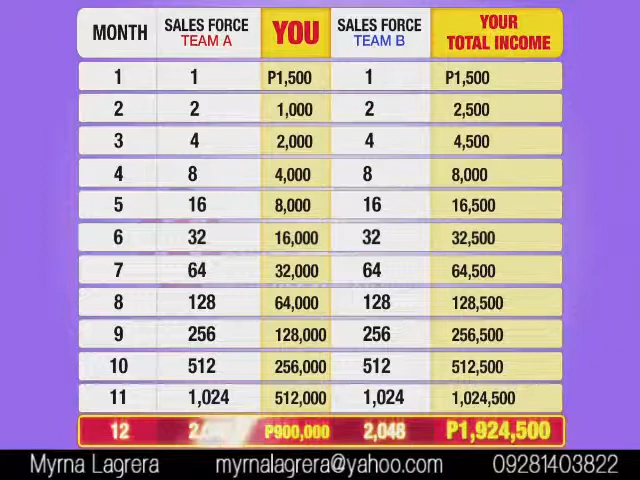 MONTH SALES FORCE TEAM A YOU SALES FORCE TEAM B YOUR TOTAL INCOME
1 1 P1,500 1 P1,500
2 2 1,000 2 2,500
3 4 2,000 4 4,500
4 8 4,000 8 8,000
5 16 8,000 16 16,500
6 32 16,000 32 32,500
7 64 32,000 64 64,500
8 128 64,000 128 128,500
9 256 128,000 256 256,500
10 512 256,000 512 512,500
11 1,024 512,000 1,024 1,024,500
12 P900,000 2,048 P1,924,500
Myrna Lagrera myrnalagrera@yahoo.com 09281403822